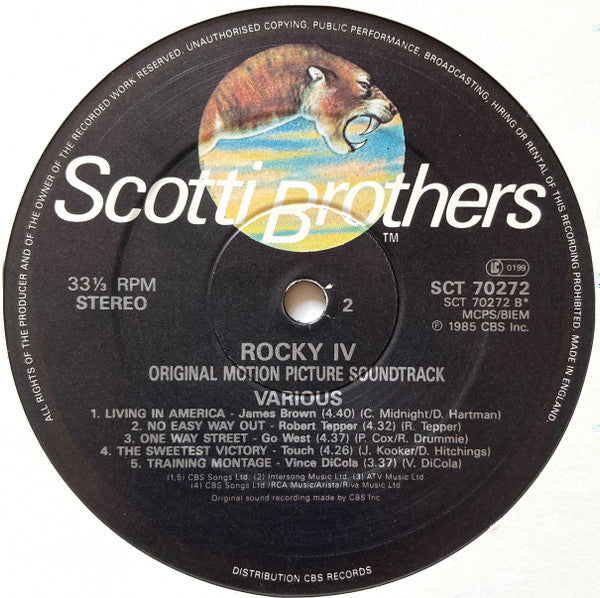 ALL RIGHTS OF THE PRODUCER AND OF THE OWNER OF THE RECORDED WORK RESERVED. UNAUTHORISED COPYING, PUBLIC PERFORMANCE, BROADCASTING, HIRING OR RENTAL OF THIS RECORDING PROHIBITED. MADE IN ENGLAND.
Scotti Brothers
TM
33⅓ RPM
STEREO
2
LC 0199
SCT 70272
SCT 70272 B*
MCPS/BIEM
℗ 1985 CBS Inc.
ROCKY IV
ORIGINAL MOTION PICTURE SOUNDTRACK
VARIOUS
1. LIVING IN AMERICA - James Brown (4.40) (C. Midnight/D. Hartman)
2. NO EASY WAY OUT - Robert Tepper (4.32) (R. Tepper)
3. ONE WAY STREET - Go West (4.37) (P. Cox/R. Drummie)
4. THE SWEETEST VICTORY - Touch (4.26) (J. Kooker/D. Hitchings)
5. TRAINING MONTAGE - Vince DiCola (3.37) (V. DiCola)
(1,5) CBS Songs Ltd. (2) Intersong Music Ltd. (3) ATV Music Ltd
(4) CBS Songs Ltd./RCA Music/Arista/Riva Music Ltd.
Original sound recording made by CBS Inc.
DISTRIBUTION CBS RECORDS